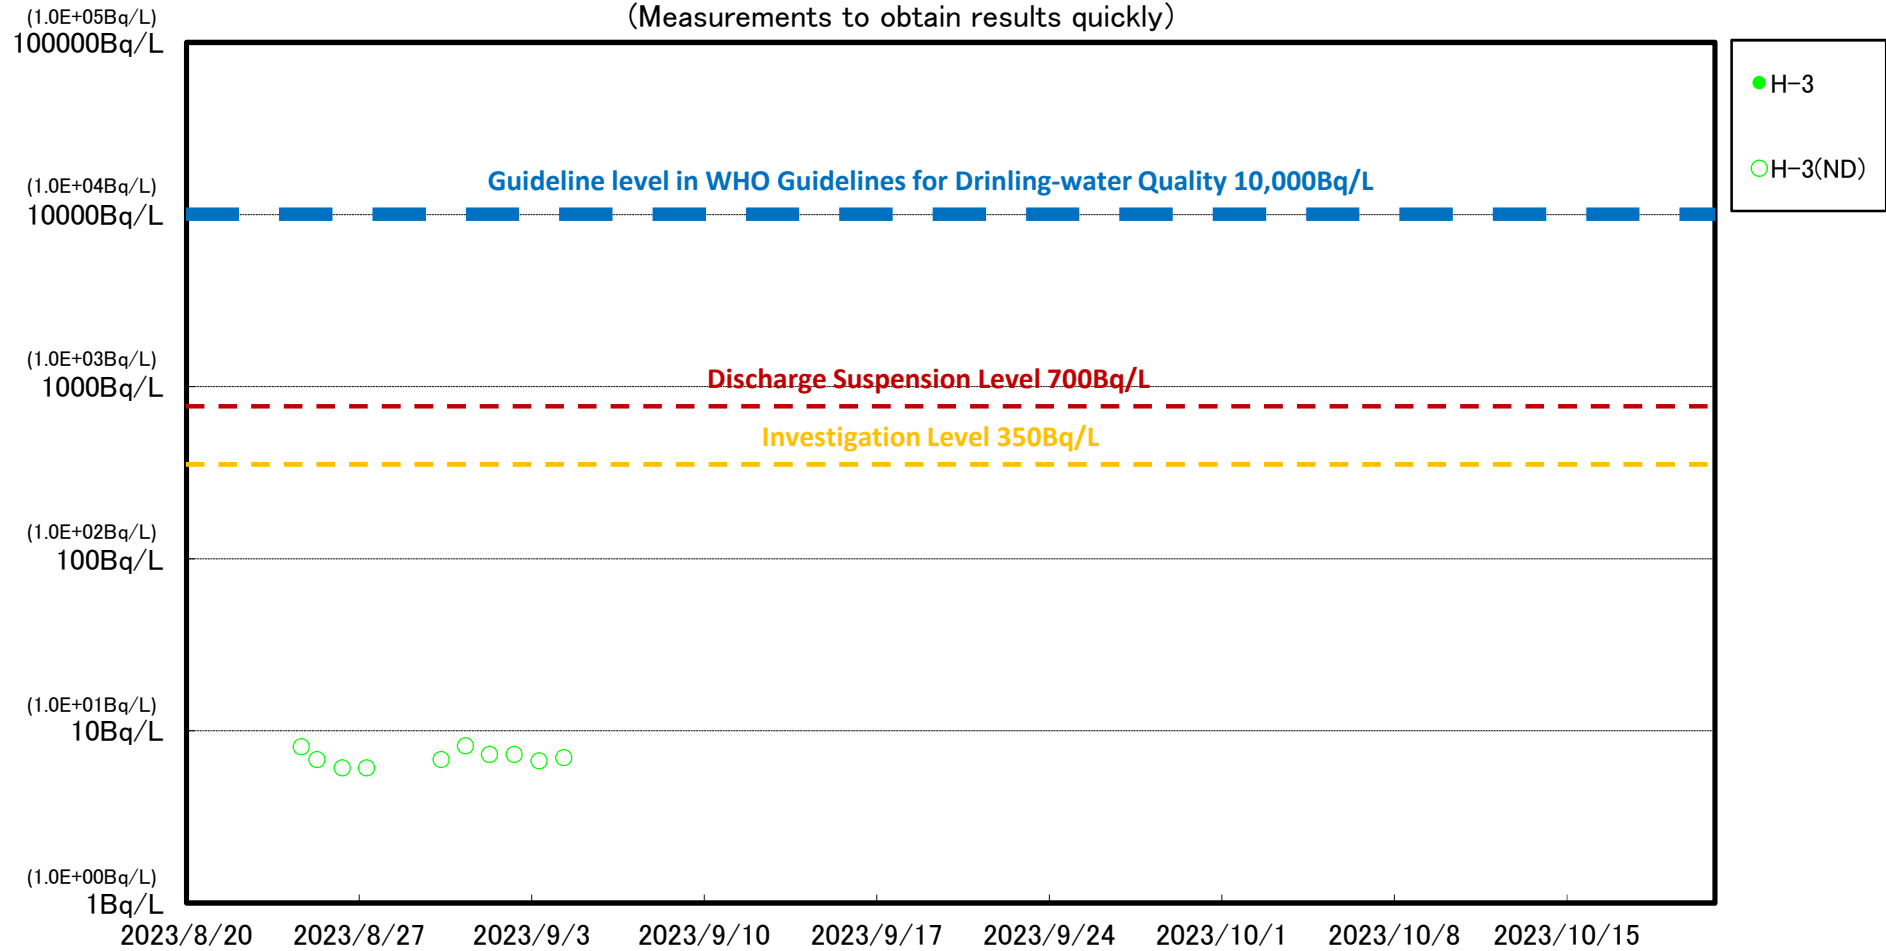 (Measurements to obtain results quickly)
(1.0E+05Bq/L)
100000Bq/L
H-3
H-3(ND)
Guideline level in WHO Guidelines for Drinling-water Quality 10,000Bq/L
(1.0E+04Bq/L)
10000Bq/L
(1.0E+03Bq/L)
1000Bq/L
Discharge Suspension Level 700Bq/L
Investigation Level 350Bq/L
(1.0E+02Bq/L)
100Bq/L
(1.0E+01Bq/L)
10Bq/L
(1.0E+00Bq/L)
1Bq/L
2023/8/20 2023/8/27 2023/9/3 2023/9/10 2023/9/17 2023/9/24 2023/10/1 2023/10/8 2023/10/15